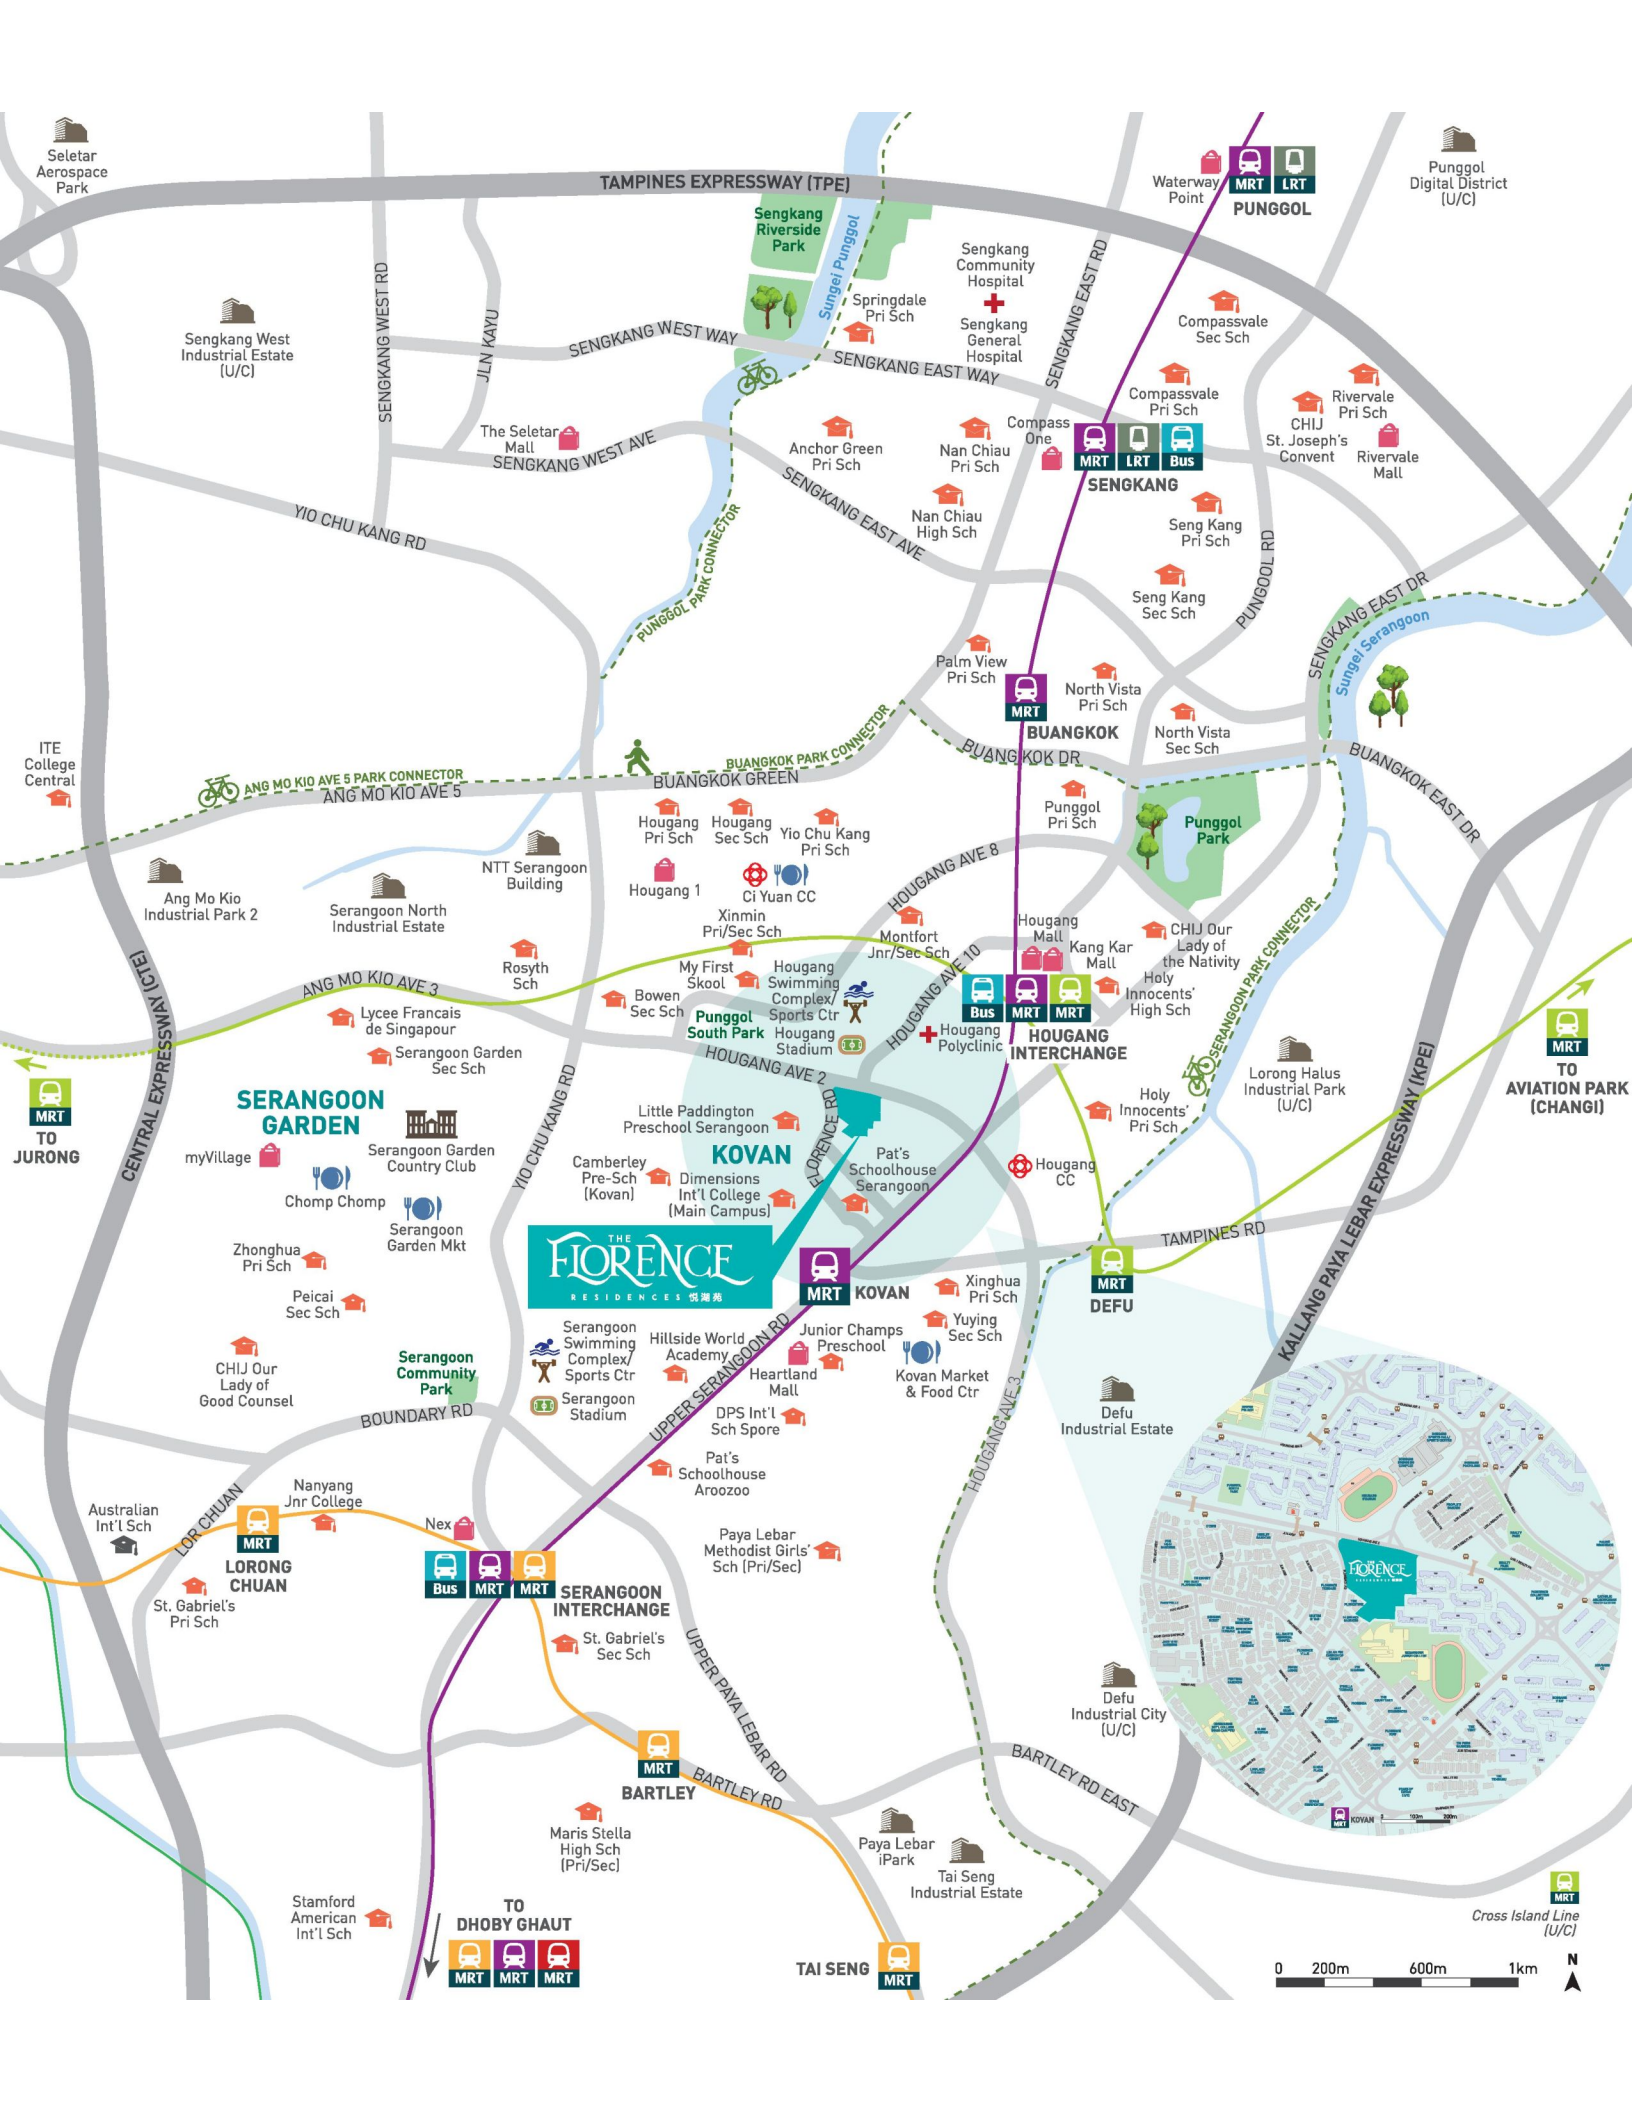 Seletar
Aerospace
Park
TAMPINES EXPRESSWAY (TPE)
Waterway
Point
MRT
LRT
PUNGGOL
Punggol
Digital District
(U/C)
Sengkang
Riverside
Park
Sungei Punggol
Sengkang
Community
Hospital
Sengkang
General
Hospital
SENGKANG EAST RD
SENGKANG WEST RD
JLN KAYU
Springdale
Pri Sch
Compassvale
Sec Sch
Sengkang West
Industrial Estate
(U/C)
SENGKANG WEST WAY
SENGKANG EAST WAY
Compassvale
Pri Sch
Rivervale
Pri Sch
CHIJ
St. Joseph's
Convent
Rivervale
Mall
The Seletar
Mall
SENGKANG WEST AVE
Anchor Green
Pri Sch
Nan Chiau
Pri Sch
Compass
One
MRT
LRT
Bus
SENGKANG
SENGKANG EAST AVE
Nan Chiau
High Sch
Seng Kang
Pri Sch
YIO CHU KANG RD
PUNGGOL PARK CONNECTOR
PUNGOOL RD
Seng Kang
Sec Sch
SENGKANG EAST DR
Sungei Serangoon
Palm View
Pri Sch
MRT
BUANGKOK
North Vista
Pri Sch
North Vista
Sec Sch
ITE
College
Central
ANG MO KIO AVE 5 PARK CONNECTOR
ANG MO KIO AVE 5
BUANGKOK PARK CONNECTOR
BUANGKOK GREEN
BUANGKOK DR
BUANGKOK EAST DR
Hougang
Pri Sch
Hougang
Sec Sch
Yio Chu Kang
Pri Sch
Punggol
Pri Sch
Punggol
Park
NTT Serangoon
Building
Hougang 1
Ci Yuan CC
HOUGANG AVE 8
Ang Mo Kio
Industrial Park 2
Serangoon North
Industrial Estate
Xinmin
Pri/Sec Sch
Montfort
Jnr/Sec Sch
Hougang
Mall
Kang Kar
Mall
CHIJ Our
Lady of
the Nativity
SERANGOON PARK CONNECTOR
CENTRAL EXPRESSWAY (CTE)
ANG MO KIO AVE 3
Rosyth
Sch
My First
Skool
Hougang
Swimming
Complex/
Sports Ctr
HOUGANG AVE 10
Holy
Innocents'
High Sch
Bowen
Sec Sch
Punggol
South Park
Hougang
Stadium
Bus
MRT
MRT
HOUGANG
INTERCHANGE
Hougang
Polyclinic
Lycee Francais
de Singapour
Serangoon Garden
Sec Sch
HOUGANG AVE 2
Lorong Halus
Industrial Park
(U/C)
MRT
TO
AVIATION PARK
(CHANGI)
MRT
TO
JURONG
SERANGOON
GARDEN
Serangoon Garden
Country Club
myVillage
Chomp Chomp
Serangoon
Garden Mkt
YIO CHU KANG RD
Little Paddington
Preschool Serangoon
KOVAN
FLORENCE RD
Holy
Innocents'
Pri Sch
Camberley
Pre-Sch
(Kovan)
Dimensions
Int'l College
(Main Campus)
Pat's
Schoolhouse
Serangoon
Hougang
CC
KALLANG PAYA LEBAR EXPRESSWAY (KPE)
TAMPINES RD
Zhonghua
Pri Sch
THE
FLORENCE
RESIDENCES 悦湖苑
MRT
KOVAN
MRT
DEFU
Peicai
Sec Sch
Xinghua
Pri Sch
Yuying
Sec Sch
CHIJ Our
Lady of
Good Counsel
Serangoon
Community
Park
Serangoon
Swimming
Complex/
Sports Ctr
Serangoon
Stadium
Hillside World
Academy
UPPER SERANGOON RD
Junior Champs
Preschool
Heartland
Mall
Kovan Market
& Food Ctr
BOUNDARY RD
DPS Int'l
Sch Spore
HOUGANG AVE 3
Defu
Industrial Estate
Pat's
Schoolhouse
Aroozoo
Australian
Int'l Sch
LOR CHUAN
Nanyang
Jnr College
MRT
LORONG
CHUAN
Nex
Paya Lebar
Methodist Girls'
Sch (Pri/Sec)
Bus
MRT
MRT
SERANGOON
INTERCHANGE
St. Gabriel's
Pri Sch
St. Gabriel's
Sec Sch
UPPER PAYA LEBAR RD
Defu
Industrial City
(U/C)
FLORENCE
MRT
KOVAN
MRT
BARTLEY
BARTLEY RD
BARTLEY RD EAST
Maris Stella
High Sch
(Pri/Sec)
Paya Lebar
iPark
Tai Seng
Industrial Estate
Stamford
American
Int'l Sch
TO
DHOBY GHAUT
MRT
MRT
MRT
TAI SENG
MRT
MRT
Cross Island Line
(U/C)
0 200m 600m 1km
N